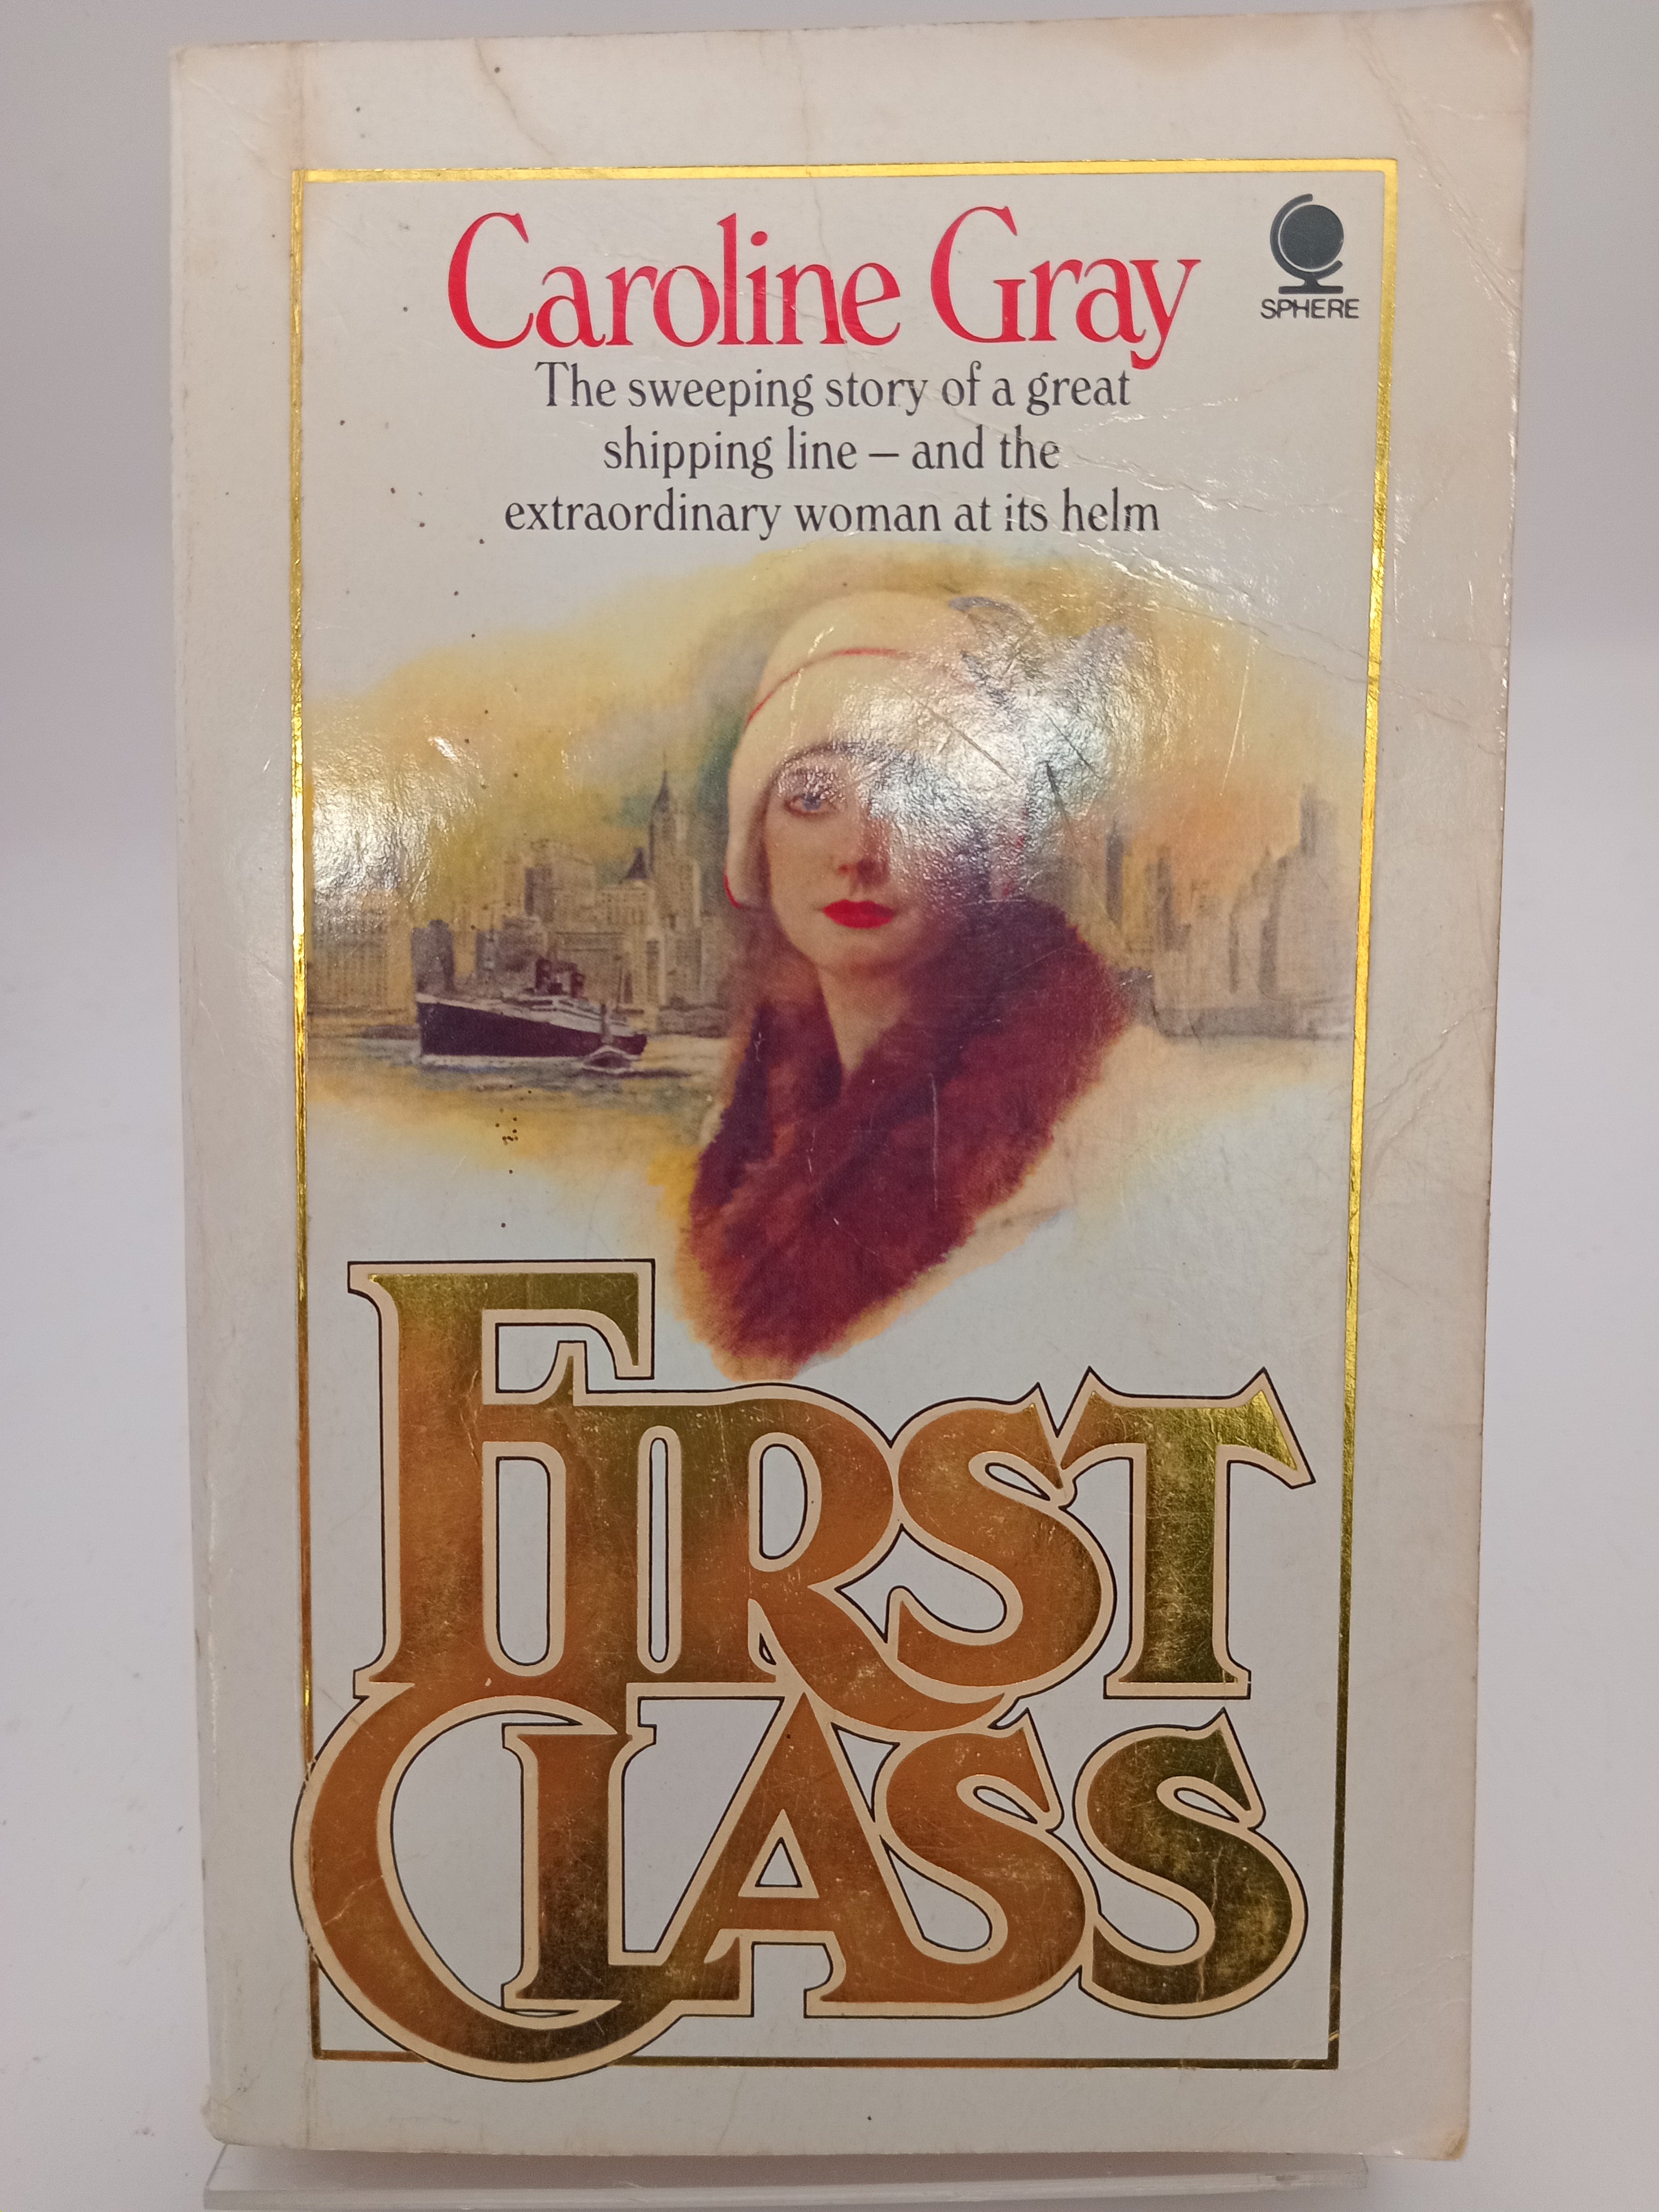 Caroline Gray
SPHERE
The sweeping story of a great
shipping line – and the
extraordinary woman at its helm
FIRST
CLASS